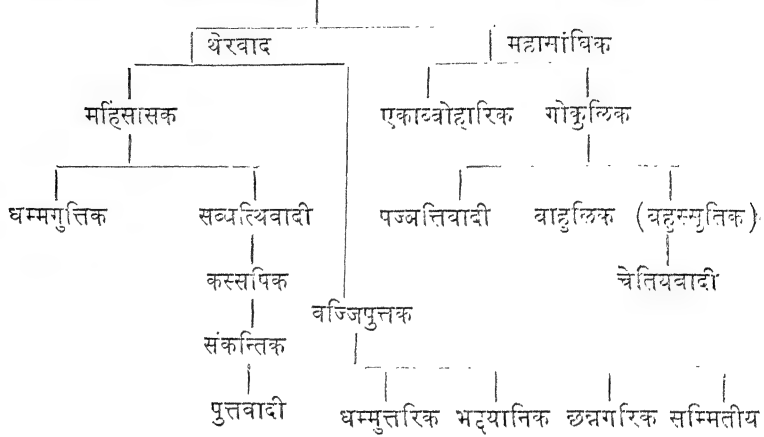 थेरवाद महासांघिक
महिंसासक एकाब्बोहारिक गोकुलिक
धम्मगुत्तिक सब्बत्थिवादी पञ्ञत्तिवादी बाहुलिक (बहुस्सुतिक)
कस्सपिक चेतियवादी
वज्जिपुत्तक
संकन्तिक
पुत्तवादी धम्मुत्तरिक भद्दयानिक छन्नगरिक सम्मितीय